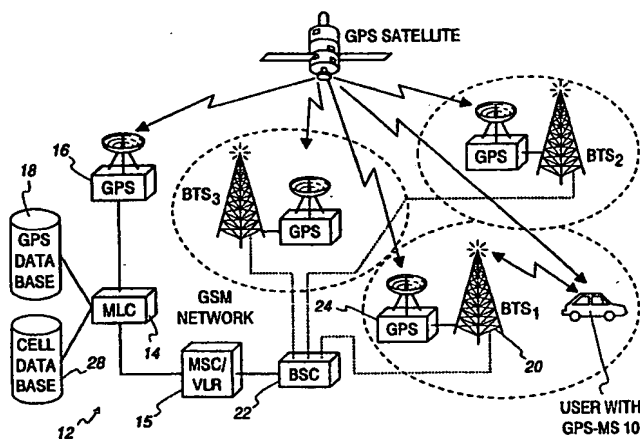 GPS SATELLITE
16
GPS
18
GPS
DATA
BASE
CELL
DATA
BASE
28
12
MLC
14
GSM
NETWORK
MSC/
VLR
15
BSC
22
BTS3
GPS
GPS
BTS2
24
GPS
BTS1
20
USER WITH
GPS-MS 10